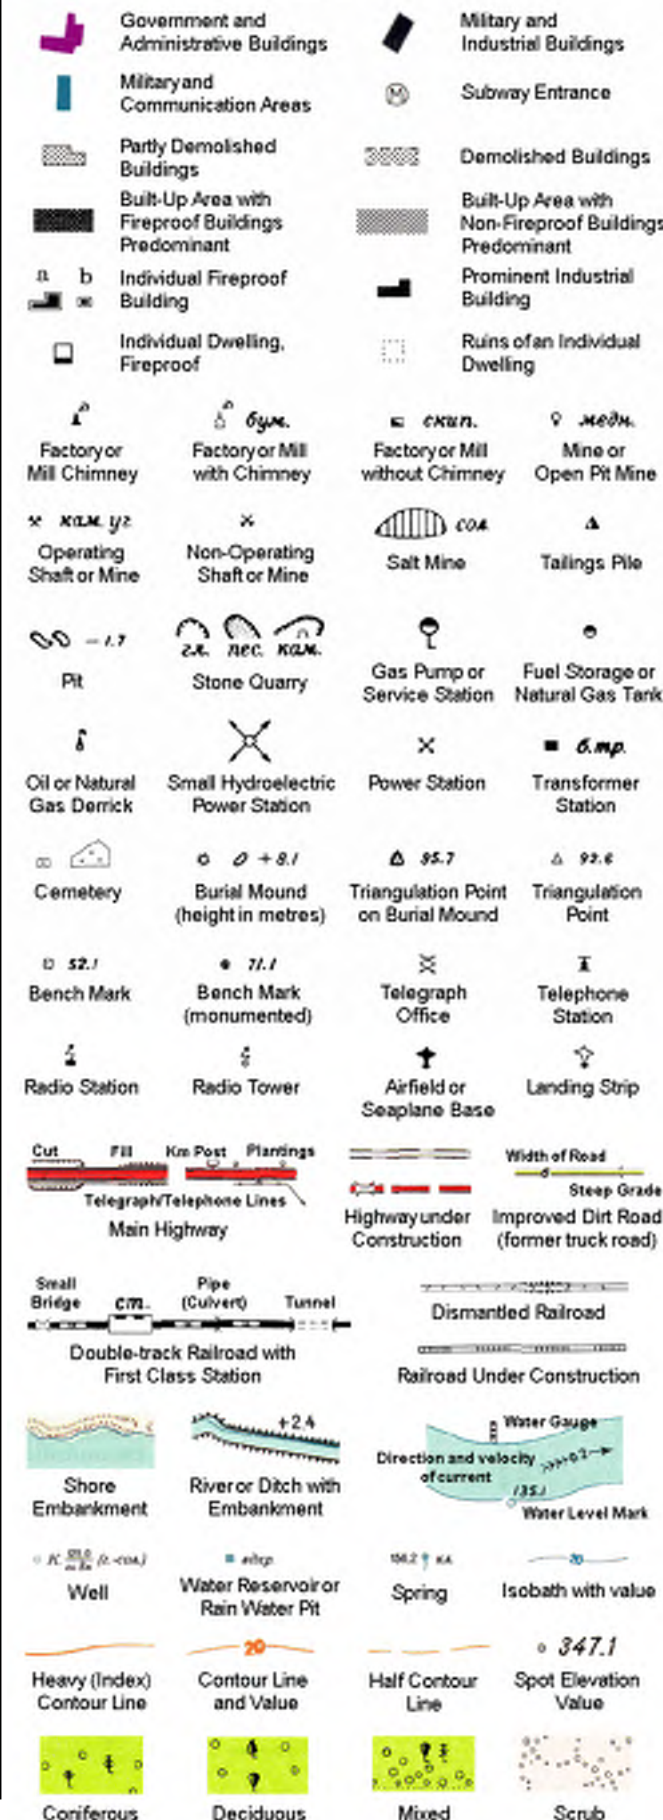 Government and
Administrative Buildings
Military and
Industrial Buildings
Military and
Communication Areas
M
Subway Entrance
Partly Demolished
Buildings
Demolished Buildings
Built-Up Area with
Fireproof Buildings
Predominant
Built-Up Area with
Non-Fireproof Buildings
Predominant
a b
Individual Fireproof
Building
Prominent Industrial
Building
Individual Dwelling,
Fireproof
Ruins of an Individual
Dwelling
бум. скип. медн.
Factory or
Mill Chimney
Factory or Mill
with Chimney
Factory or Mill
without Chimney
Mine or
Open Pit Mine
кам. уг. сол
Operating
Shaft or Mine
Non-Operating
Shaft or Mine
Salt Mine
Tailings Pile
-1.7 гл. пес. кам.
Pit
Stone Quarry
Gas Pump or
Service Station
Fuel Storage or
Natural Gas Tank
б.тр.
Oil or Natural
Gas Derrick
Small Hydroelectric
Power Station
Power Station
Transformer
Station
+8.1 95.7 92.6
Cemetery
Burial Mound
(height in metres)
Triangulation Point
on Burial Mound
Triangulation
Point
52.1 71.1
Bench Mark
Bench Mark
(monumented)
Telegraph
Office
Telephone
Station
Radio Station
Radio Tower
Airfield or
Seaplane Base
Landing Strip
Cut Fill Km Post Plantings
Telegraph/Telephone Lines
Main Highway
Highway under
Construction
Width of Road
Steep Grade
Improved Dirt Road
(former truck road)
Small
Bridge
ст.
Pipe
(Culvert)
Tunnel
Double-track Railroad with
First Class Station
Dismantled Railroad
Railroad Under Construction
Shore
Embankment
+2.4
River or Ditch with
Embankment
Water Gauge
Direction and velocity
of current
0.2
135.1
Water Level Mark
К. (г.-сол.)
Well
Water Reservoir or
Rain Water Pit
Spring
Isobath with value
Heavy (Index)
Contour Line
20
Contour Line
and Value
Half Contour
Line
347.1
Spot Elevation
Value
Coniferous
Deciduous
Mixed
Scrub